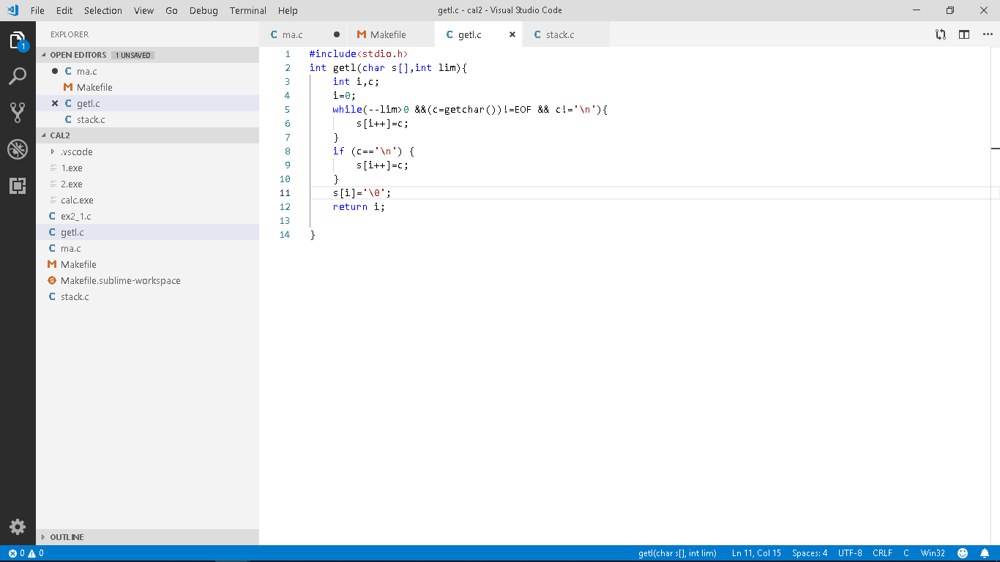 File Edit Selection View Go Debug Terminal Help getl.c - cal2 - Visual Studio Code
EXPLORER
1
OPEN EDITORS 1 UNSAVED
ma.c
Makefile
getl.c
stack.c
CAL2
.vscode
1.exe
2.exe
calc.exe
ex2_1.c
getl.c
ma.c
Makefile
Makefile.sublime-workspace
stack.c
OUTLINE
ma.c Makefile getl.c stack.c
1 #include<stdio.h>
2 int getl(char s[],int lim){
3 int i,c;
4 i=0;
5 while(--lim>0 &&(c=getchar())!=EOF && c!='\n'){
6 s[i++]=c;
7 }
8 if (c=='\n') {
9 s[i++]=c;
10 }
11 s[i]='\0';
12 return i;
13
14 }
0 0 getl(char s[], int lim) Ln 11, Col 15 Spaces: 4 UTF-8 CRLF C Win32